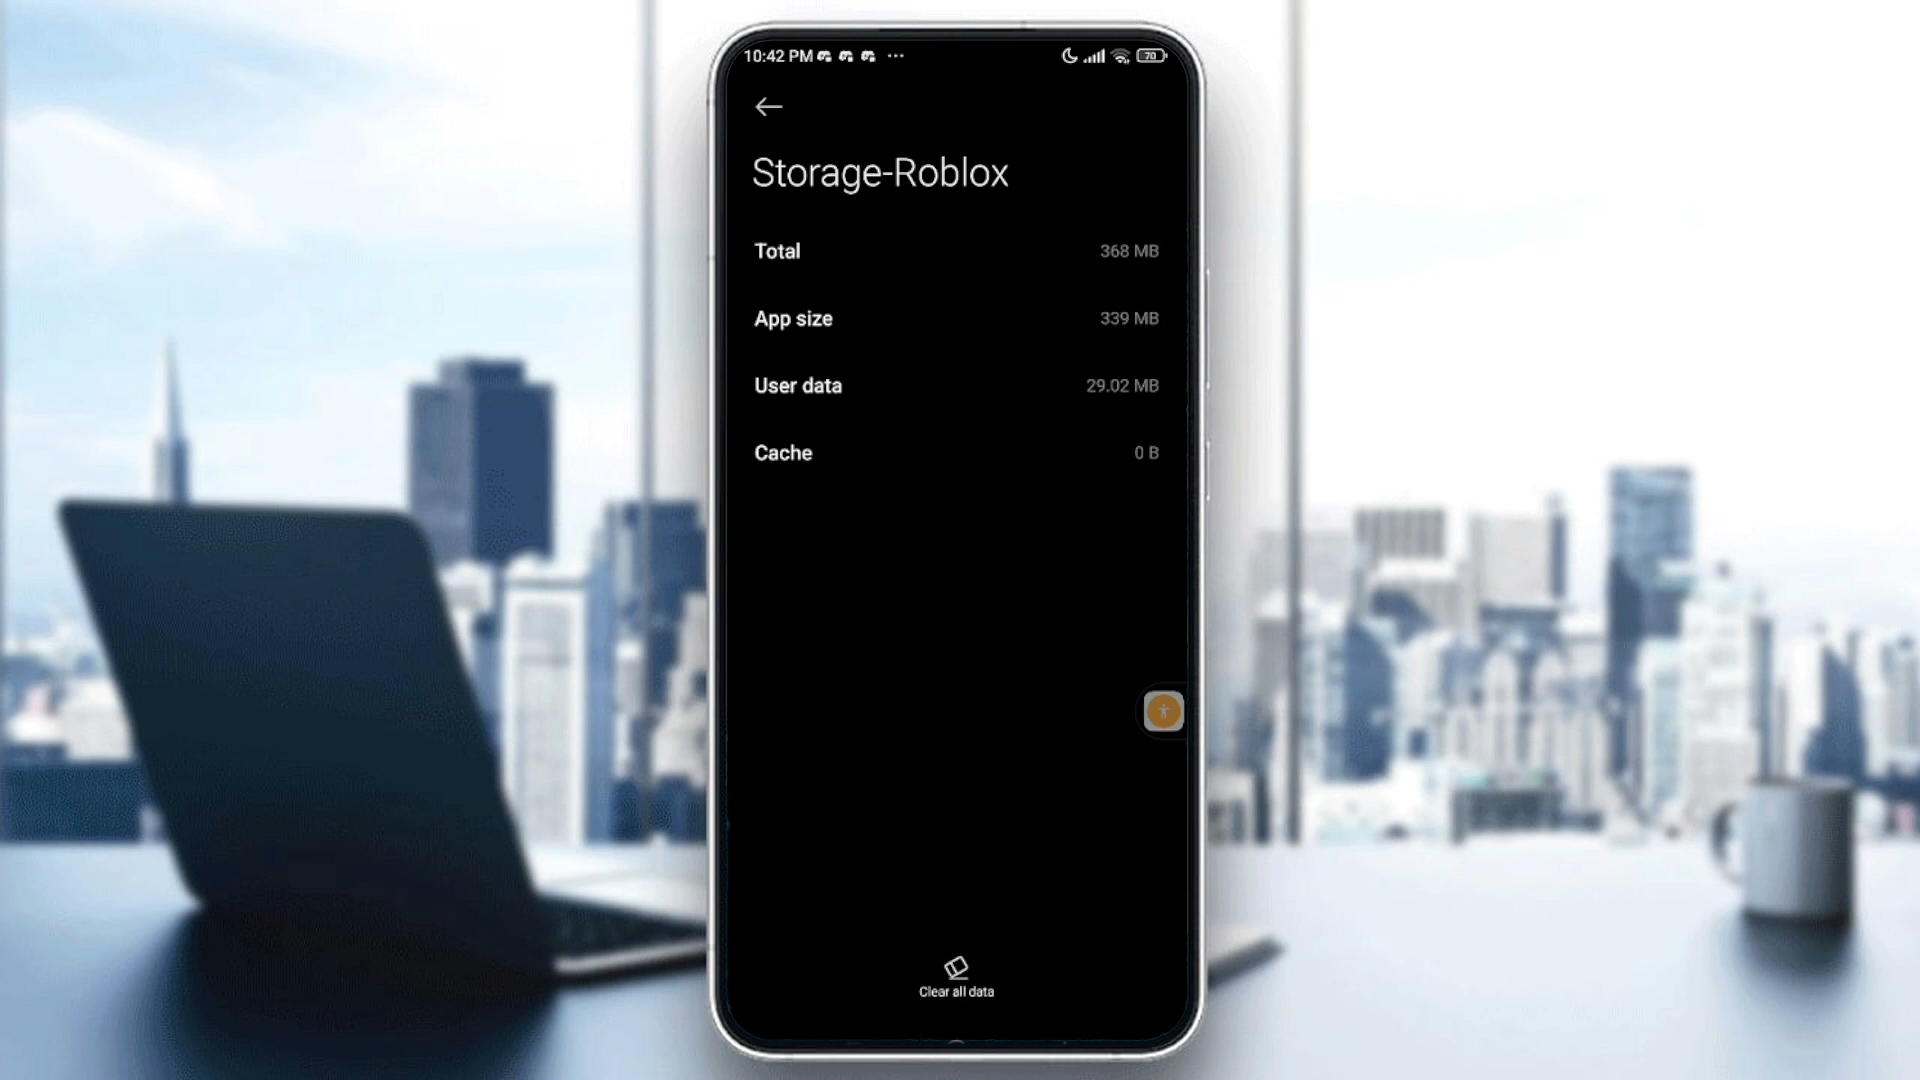 10:42 PM
70
Storage-Roblox
Total 368 MB
App size 339 MB
User data 29.02 MB
Cache 0 B
Clear all data